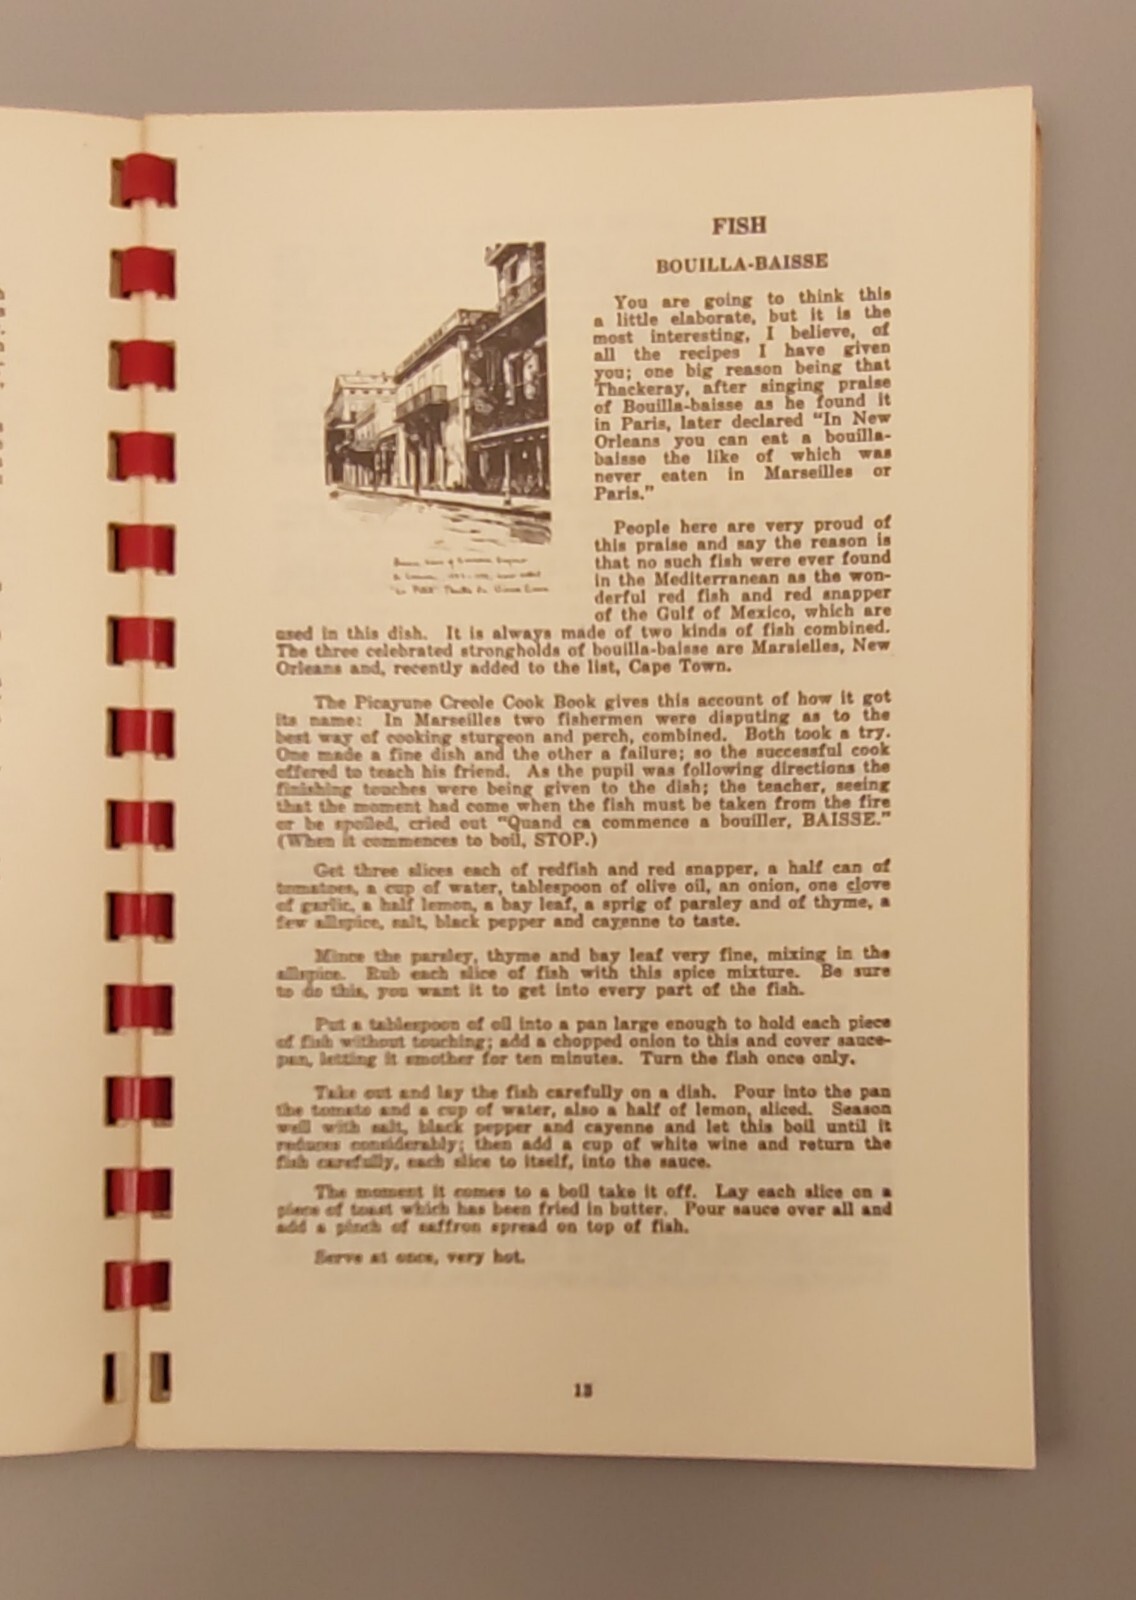 FISH
BOUILLA-BAISSE
You are going to think this
a little elaborate, but it is the
most interesting, I believe, of
all the recipes I have given
you; one big reason being that
Thackeray, after singing praise
of Bouilla-baisse as he found it
in Paris, later declared "In New
Orleans you can eat a bouilla-
baisse the like of which was
never eaten in Marseilles or
Paris."
People here are very proud of
this praise and say the reason is
that no such fish were ever found
in the Mediterranean as the won-
derful red fish and red snapper
of the Gulf of Mexico, which are
used in this dish. It is always made of two kinds of fish combined.
The three celebrated strongholds of bouilla-baisse are Marsielles, New
Orleans and, recently added to the list, Cape Town.
The Picayune Creole Cook Book gives this account of how it got
its name: In Marseilles two fishermen were disputing as to the
best way of cooking sturgeon and perch, combined. Both took a try.
One made a fine dish and the other a failure; so the successful cook
offered to teach his friend. As the pupil was following directions the
finishing touches were being given to the dish; the teacher, seeing
that the moment had come when the fish must be taken from the fire
or be spoiled, cried out "Quand ca commence a bouiller, BAISSE."
(When it commences to boil, STOP.)
Get three slices each of redfish and red snapper, a half can of
tomatoes, a cup of water, tablespoon of olive oil, an onion, one clove
of garlic, a half lemon, a bay leaf, a sprig of parsley and of thyme, a
few allspice, salt, black pepper and cayenne to taste.
Mince the parsley, thyme and bay leaf very fine, mixing in the
allspice. Rub each slice of fish with this spice mixture. Be sure
to do this, you want it to get into every part of the fish.
Put a tablespoon of oil into a pan large enough to hold each piece
of fish without touching; add a chopped onion to this and cover sauce-
pan, letting it smother for ten minutes. Turn the fish once only.
Take out and lay the fish carefully on a dish. Pour into the pan
the tomato and a cup of water, also a half of lemon, sliced. Season
well with salt, black pepper and cayenne and let this boil until it
reduces considerably; then add a cup of white wine and return the
fish carefully, each slice to itself, into the sauce.
The moment it comes to a boil take it off. Lay each slice on a
piece of toast which has been fried in butter. Pour sauce over all and
add a pinch of saffron spread on top of fish.
Serve at once, very hot.
13